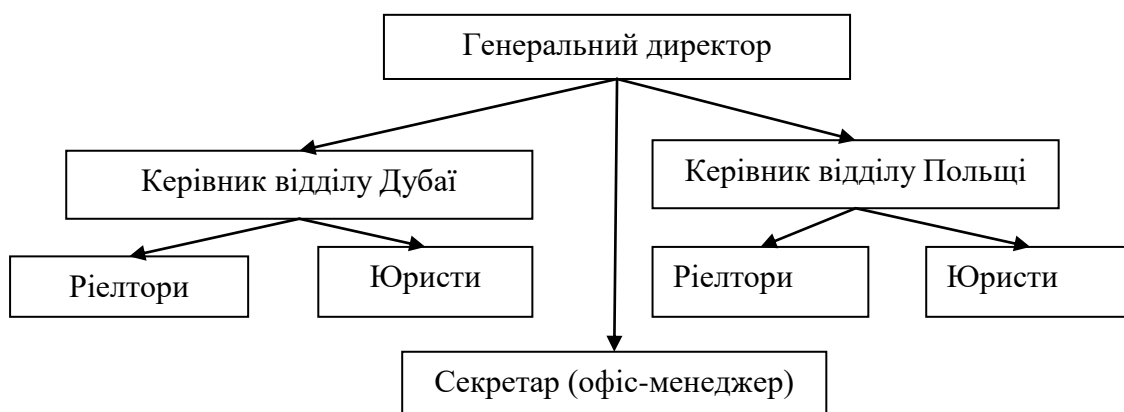 Генеральний директор
Керівник відділу Дубаї
Керівник відділу Польщі
Ріелтори
Юристи
Ріелтори
Юристи
Секретар (офіс-менеджер)